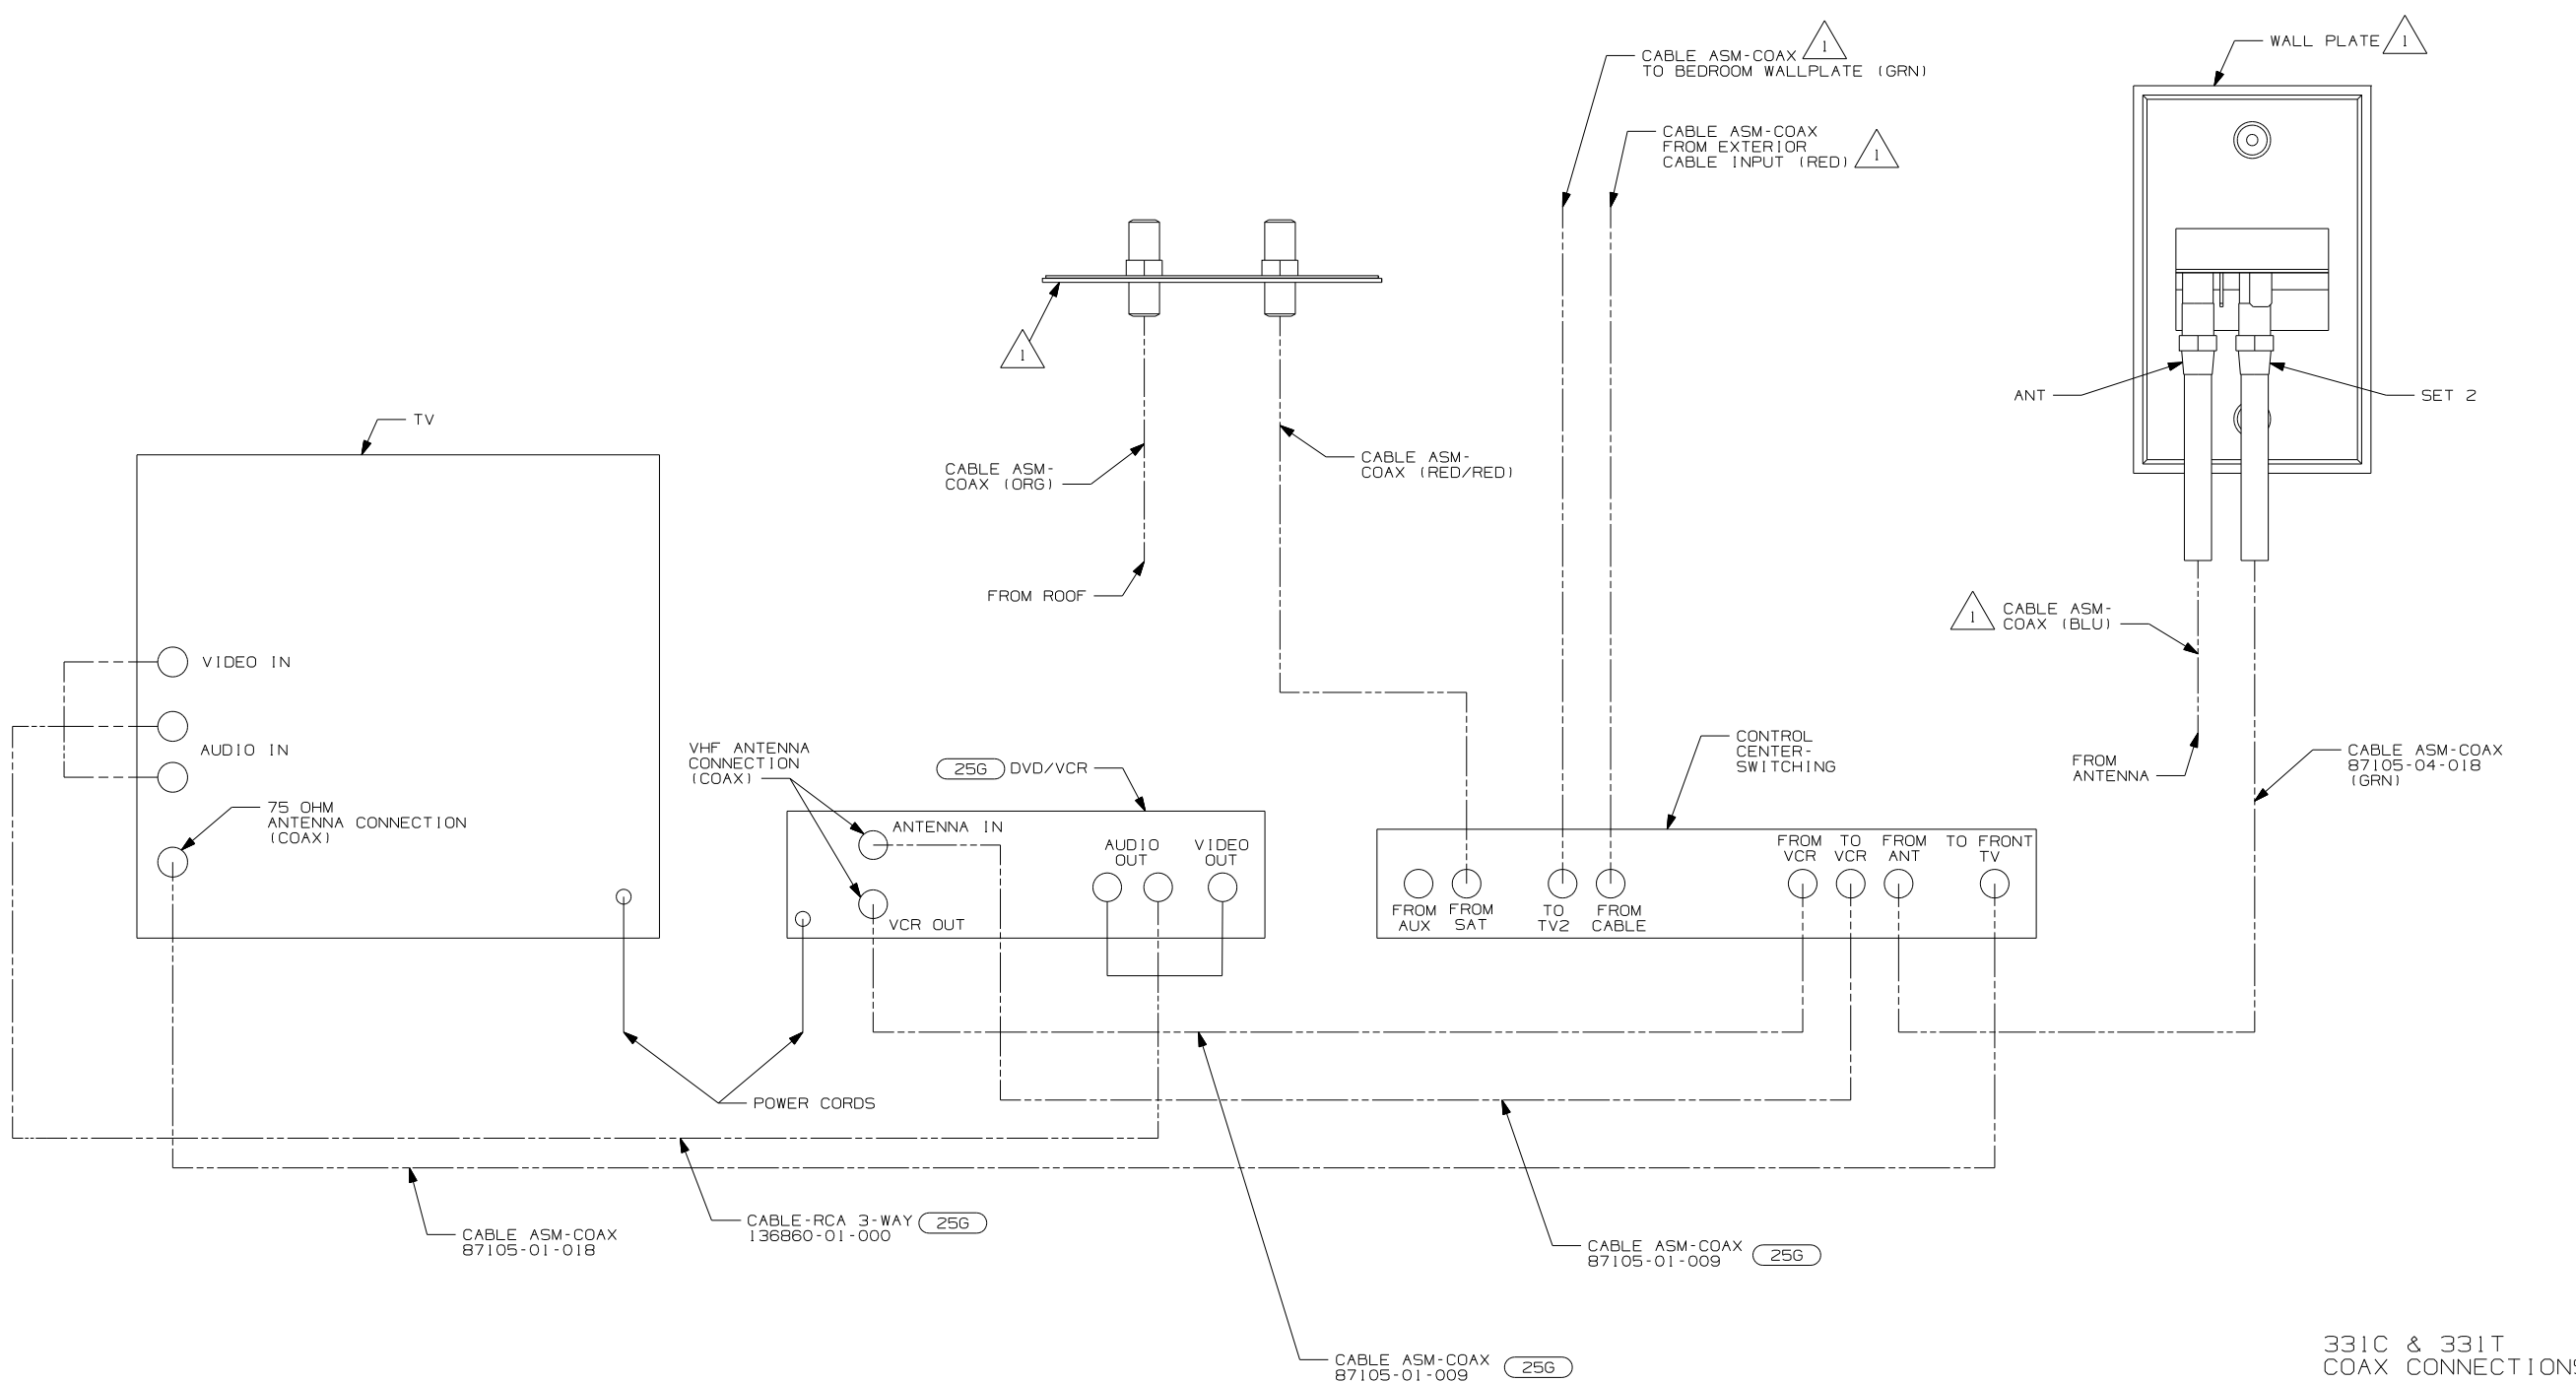 CABLE ASM-COAX 1
TO BEDROOM WALLPLATE (GRN)
WALL PLATE 1
CABLE ASM-COAX
FROM EXTERIOR
CABLE INPUT (RED) 1
1
ANT
SET 2
TV
CABLE ASM-
COAX (ORG)
CABLE ASM-
COAX (RED/RED)
FROM ROOF
1
CABLE ASM-
COAX (BLU)
VIDEO IN
AUDIO IN
75 OHM
ANTENNA CONNECTION
(COAX)
VHF ANTENNA
CONNECTION
(COAX)
25G DVD/VCR
CONTROL
CENTER-
SWITCHING
FROM
ANTENNA
CABLE ASM-COAX
87105-04-018
(GRN)
ANTENNA IN
VCR OUT
AUDIO
OUT
VIDEO
OUT
FROM
AUX
FROM
SAT
TO
TV2
FROM
CABLE
FROM
VCR
TO
VCR
FROM
ANT
TO FRONT
TV
POWER CORDS
CABLE ASM-COAX
87105-01-018
CABLE-RCA 3-WAY 25G
136860-01-000
CABLE ASM-COAX 25G
87105-01-009
CABLE ASM-COAX 25G
87105-01-009
331C & 331T
COAX CONNECTIONS